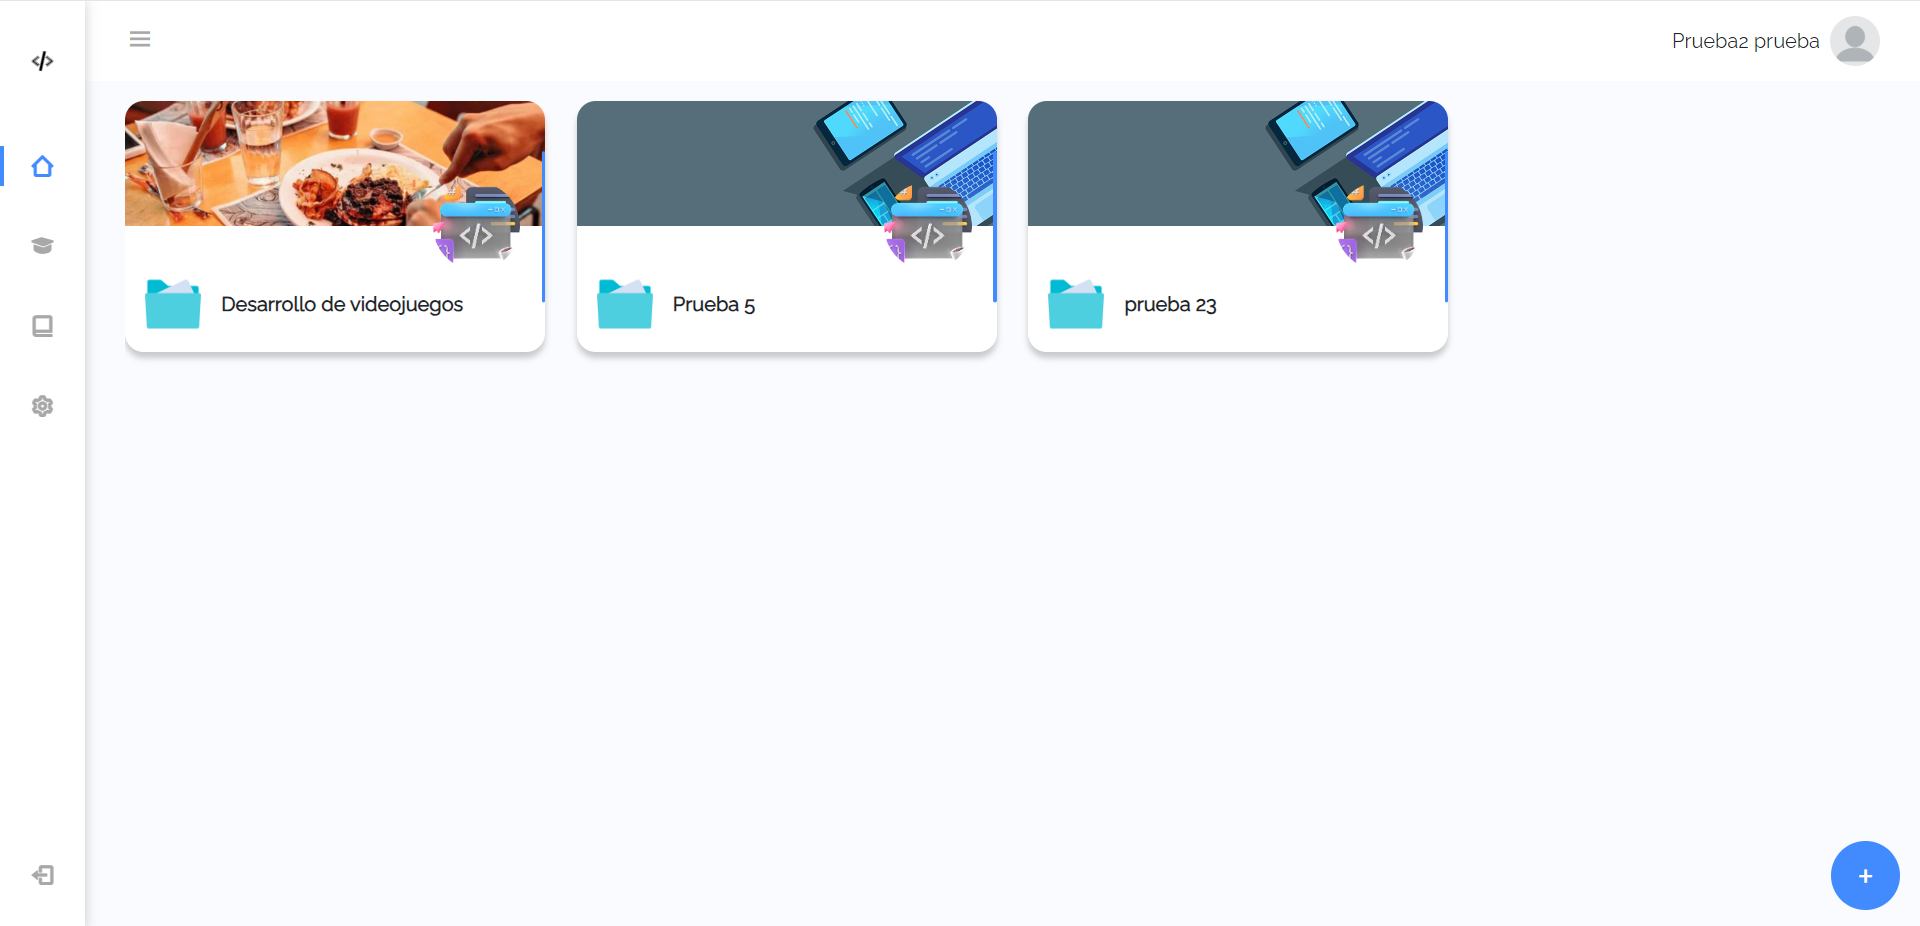 </>
Prueba2 prueba
</>
</>
</>
Desarrollo de videojuegos
Prueba 5
prueba 23
+